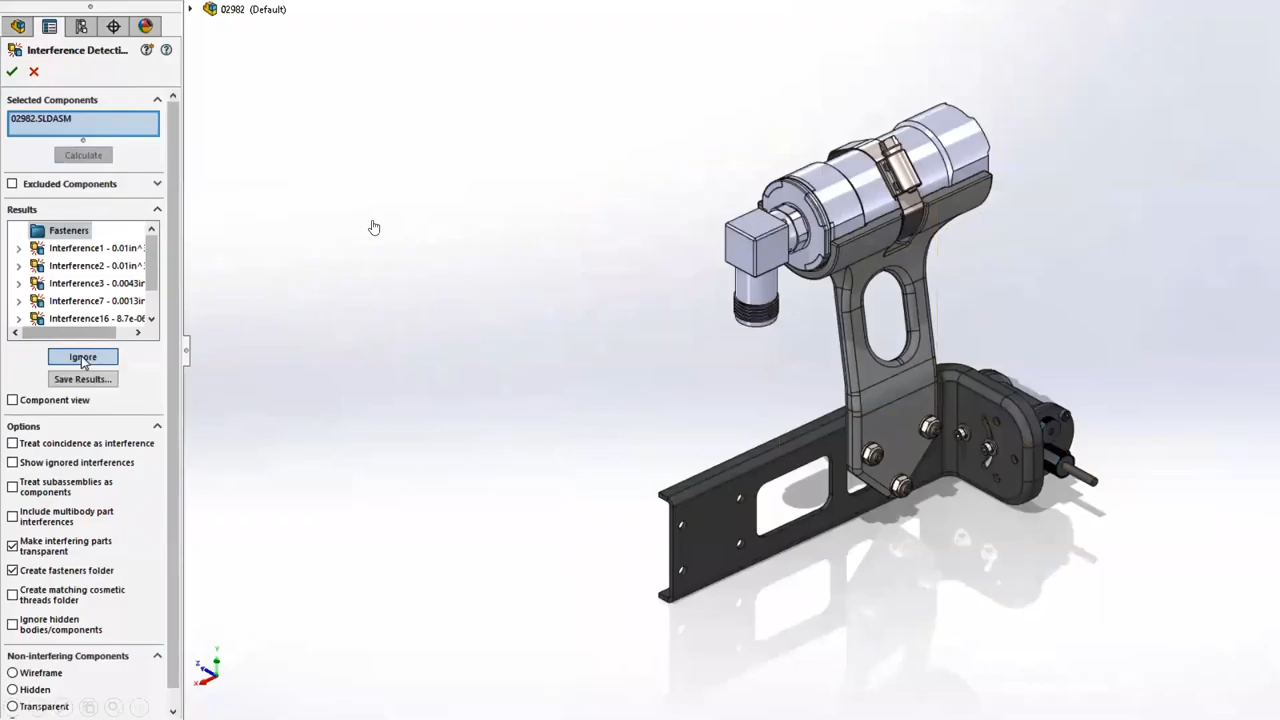 02982 (Default)
Interference Detecti...
Selected Components
02982.SLDASM
Calculate
Excluded Components
Results
Fasteners
Interference1 - 0.01in^
Interference2 - 0.01in^
Interference3 - 0.0043in
Interference7 - 0.0013in
Interference16 - 8.7e-06
Ignore
Save Results...
Component view
Options
Treat coincidence as interference
Show ignored interferences
Treat subassemblies as
components
Include multibody part
interferences
Make interfering parts
transparent
Create fasteners folder
Create matching cosmetic
threads folder
Ignore hidden
bodies/components
Non-interfering Components
Wireframe
Hidden
Transparent
Y
Z
X